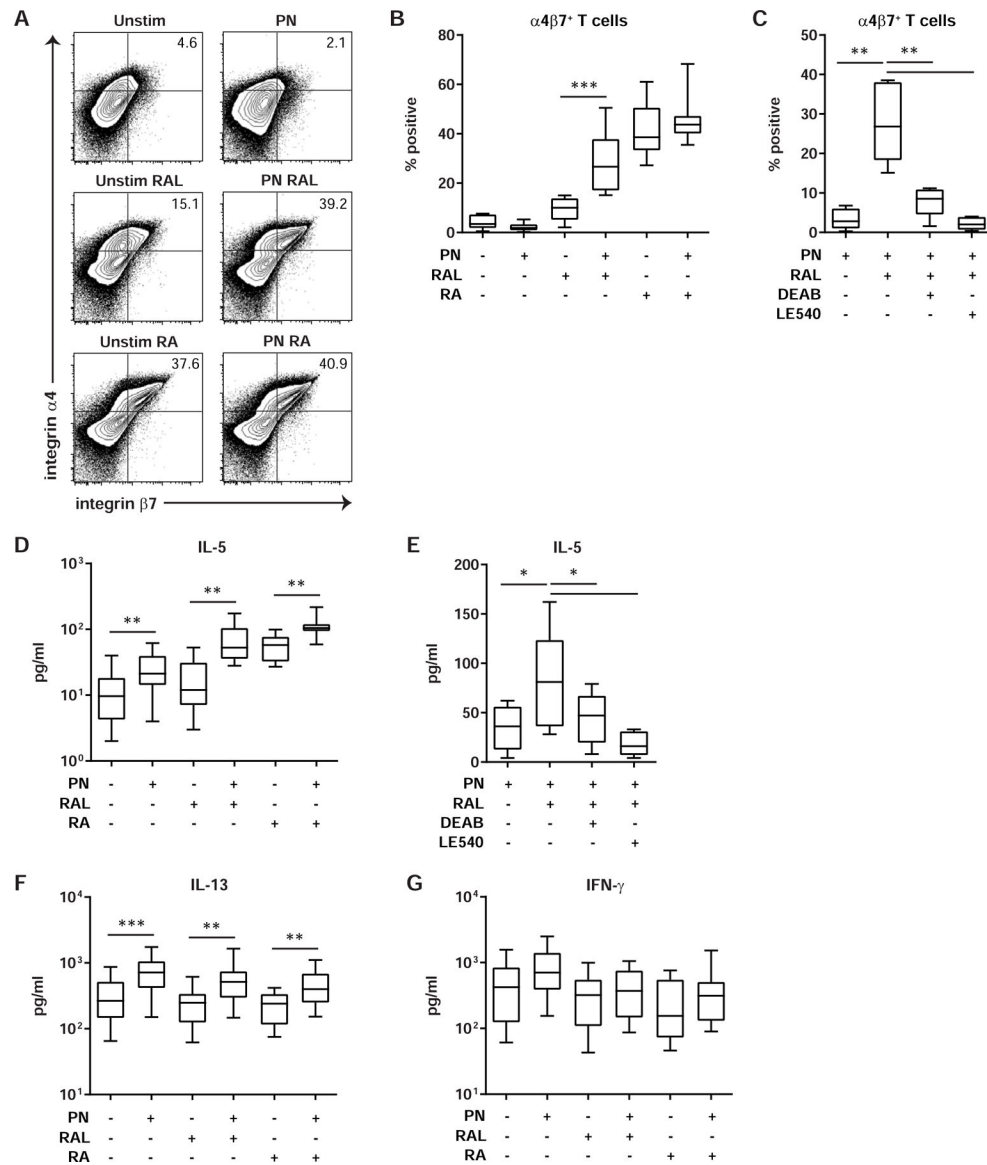 A
Unstim
PN
4.6
2.1
Unstim RAL
PN RAL
15.1
39.2
Unstim RA
PN RA
37.6
40.9
integrin α4
integrin β7
B
α4β7⁺ T cells
% positive
80
60
40
20
0
***
PN - + - + - +
RAL - - + + - -
RA - - - - + +
C
α4β7⁺ T cells
% positive
50
40
30
20
10
0
** **
PN + + + +
RAL - + + +
DEAB - - + -
LE540 - - - +
D
IL-5
pg/ml
10³
10²
10¹
10⁰
** ** **
PN - + - + - +
RAL - - + + - -
RA - - - - + +
E
IL-5
pg/ml
200
150
100
50
0
* *
PN + + + +
RAL - + + +
DEAB - - + -
LE540 - - - +
F
IL-13
pg/ml
10⁴
10³
10²
10¹
*** ** **
PN - + - + - +
RAL - - + + - -
RA - - - - + +
G
IFN-γ
pg/ml
10⁴
10³
10²
10¹
PN - + - + - +
RAL - - + + - -
RA - - - - + +